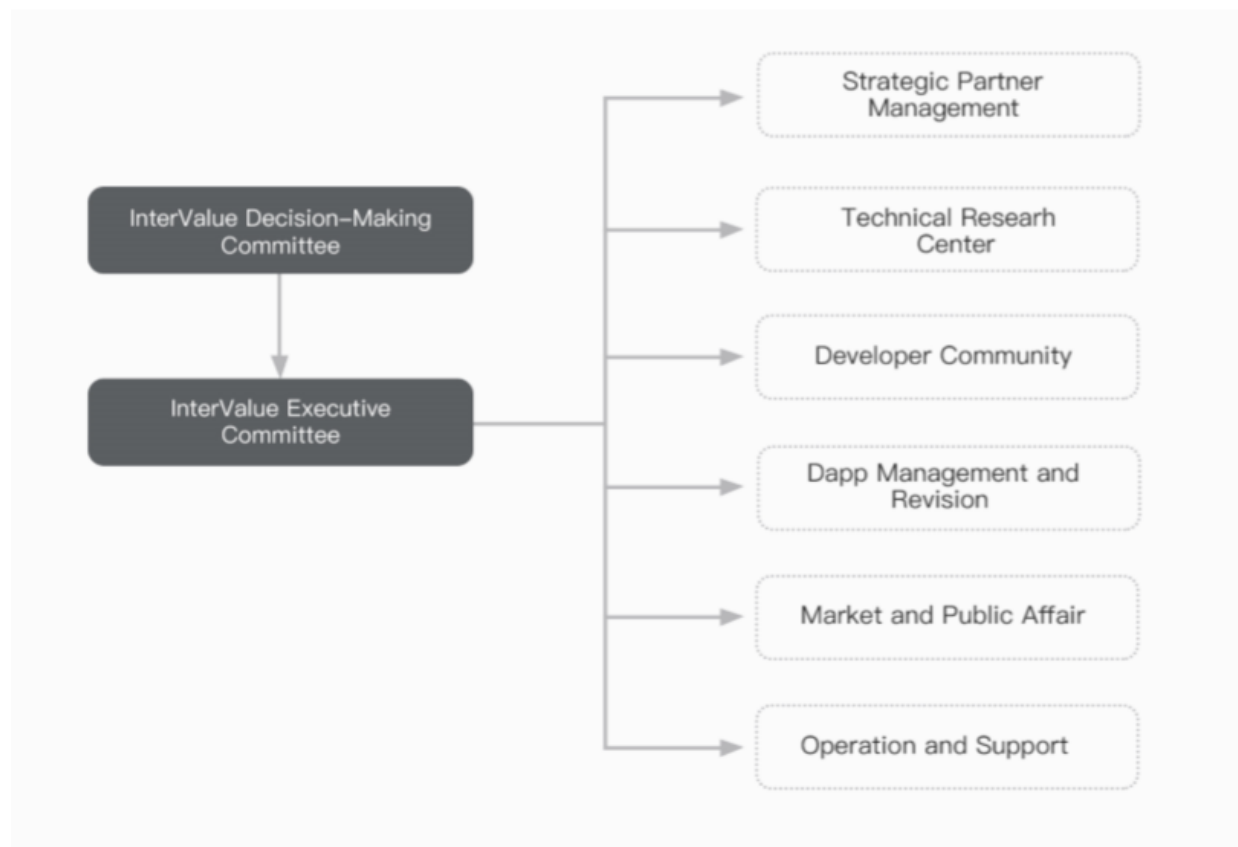 InterValue Decision–Making
Committee
InterValue Executive
Committee
Strategic Partner
Management
Technical Researh
Center
Developer Community
Dapp Management and
Revision
Market and Public Affair
Operation and Support